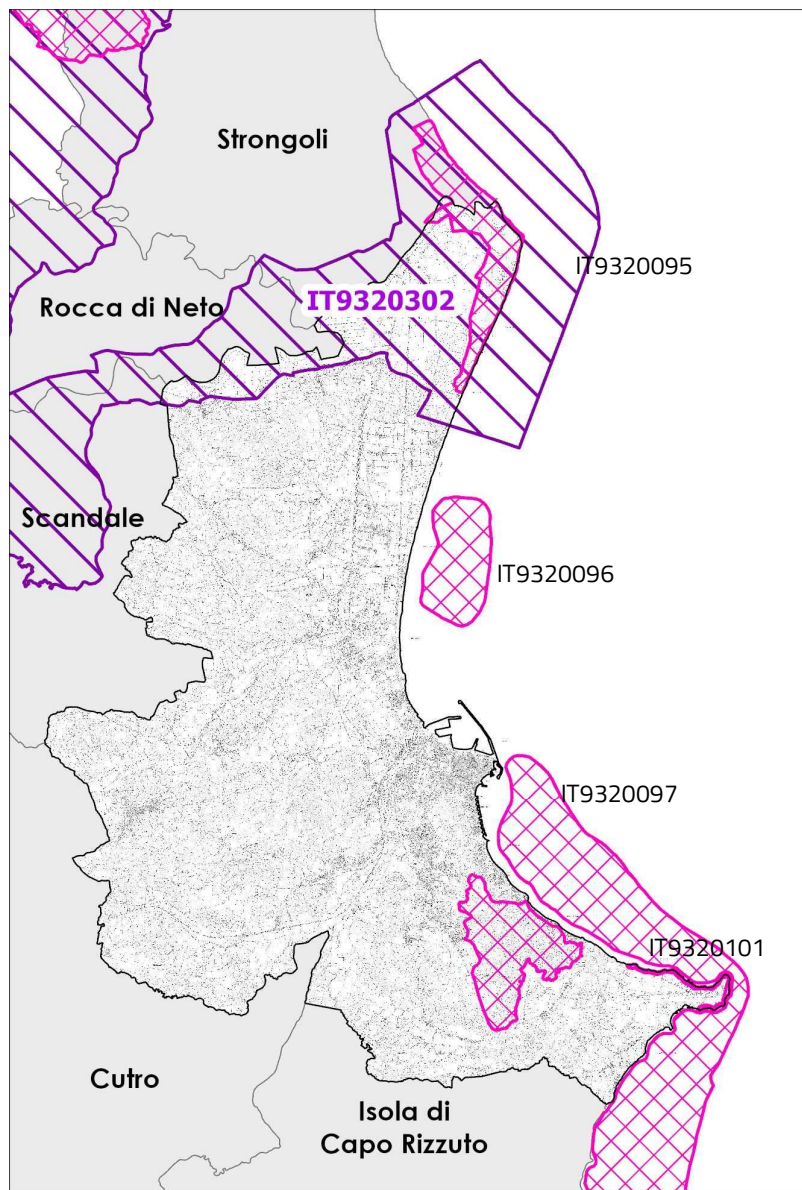 Strongoli
IT9320095
Rocca di Neto
IT9320302
Scandale
IT9320096
IT9320097
IT9320101
Cutro
Isola di
Capo Rizzuto